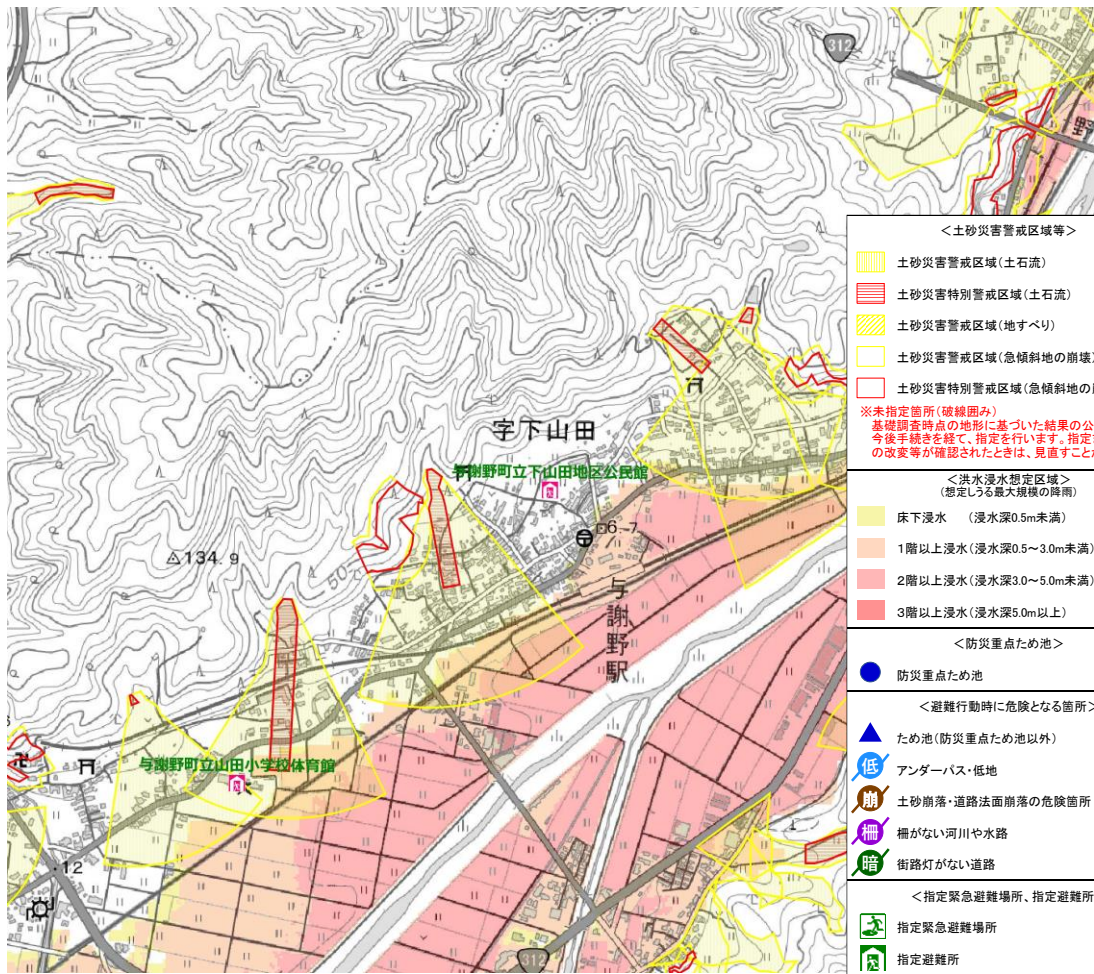 312
200
字下山田
与謝野町立下山田地区公民館
6.7
134.9
50
与謝野駅
与謝野町立山田小学校体育館
12
312
＜土砂災害警戒区域等＞
土砂災害警戒区域(土石流)
土砂災害特別警戒区域(土石流)
土砂災害警戒区域(地すべり)
土砂災害警戒区域(急傾斜地の崩壊)
土砂災害特別警戒区域(急傾斜地の
※未指定箇所(破線囲み)
基礎調査時点の地形に基づいた結果の公
今後手続きを経て、指定を行います。指定
の改変等が確認されたときは、見直すこと
＜洪水浸水想定区域＞
(想定しうる最大規模の降雨)
床下浸水　(浸水深0.5m未満)
1階以上浸水(浸水深0.5～3.0m未満)
2階以上浸水(浸水深3.0～5.0m未満)
3階以上浸水(浸水深5.0m以上)
＜防災重点ため池＞
防災重点ため池
＜避難行動時に危険となる箇所＞
ため池(防災重点ため池以外)
低 アンダーパス・低地
崩 土砂崩落・道路法面崩落の危険箇所
柵 柵がない河川や水路
暗 街路灯がない道路
＜指定緊急避難場所、指定避難所
指定緊急避難場所
指定避難所